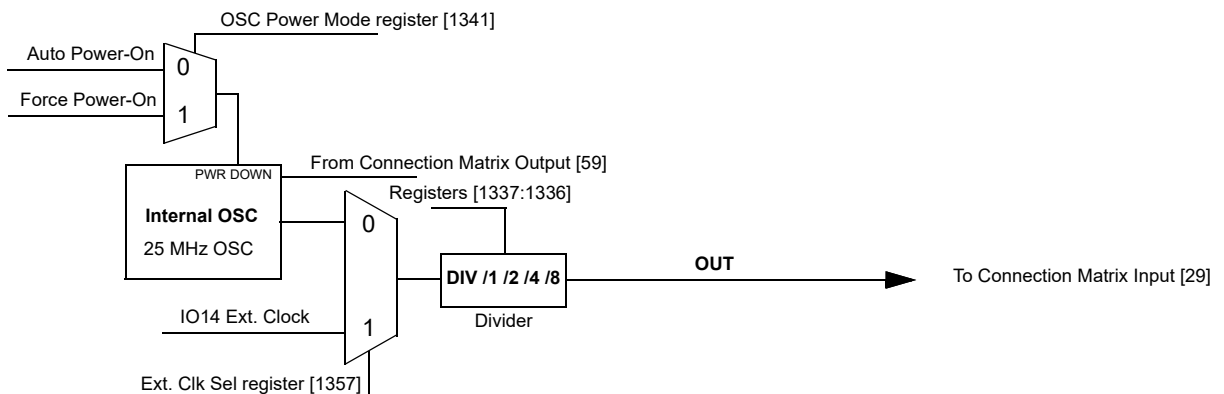 OSC Power Mode register [1341]
Auto Power-On
0
Force Power-On
1
From Connection Matrix Output [59]
PWR DOWN
Registers [1337:1336]
Internal OSC
0
25 MHz OSC
OUT
DIV /1 /2 /4 /8
To Connection Matrix Input [29]
IO14 Ext. Clock
1
Divider
Ext. Clk Sel register [1357]